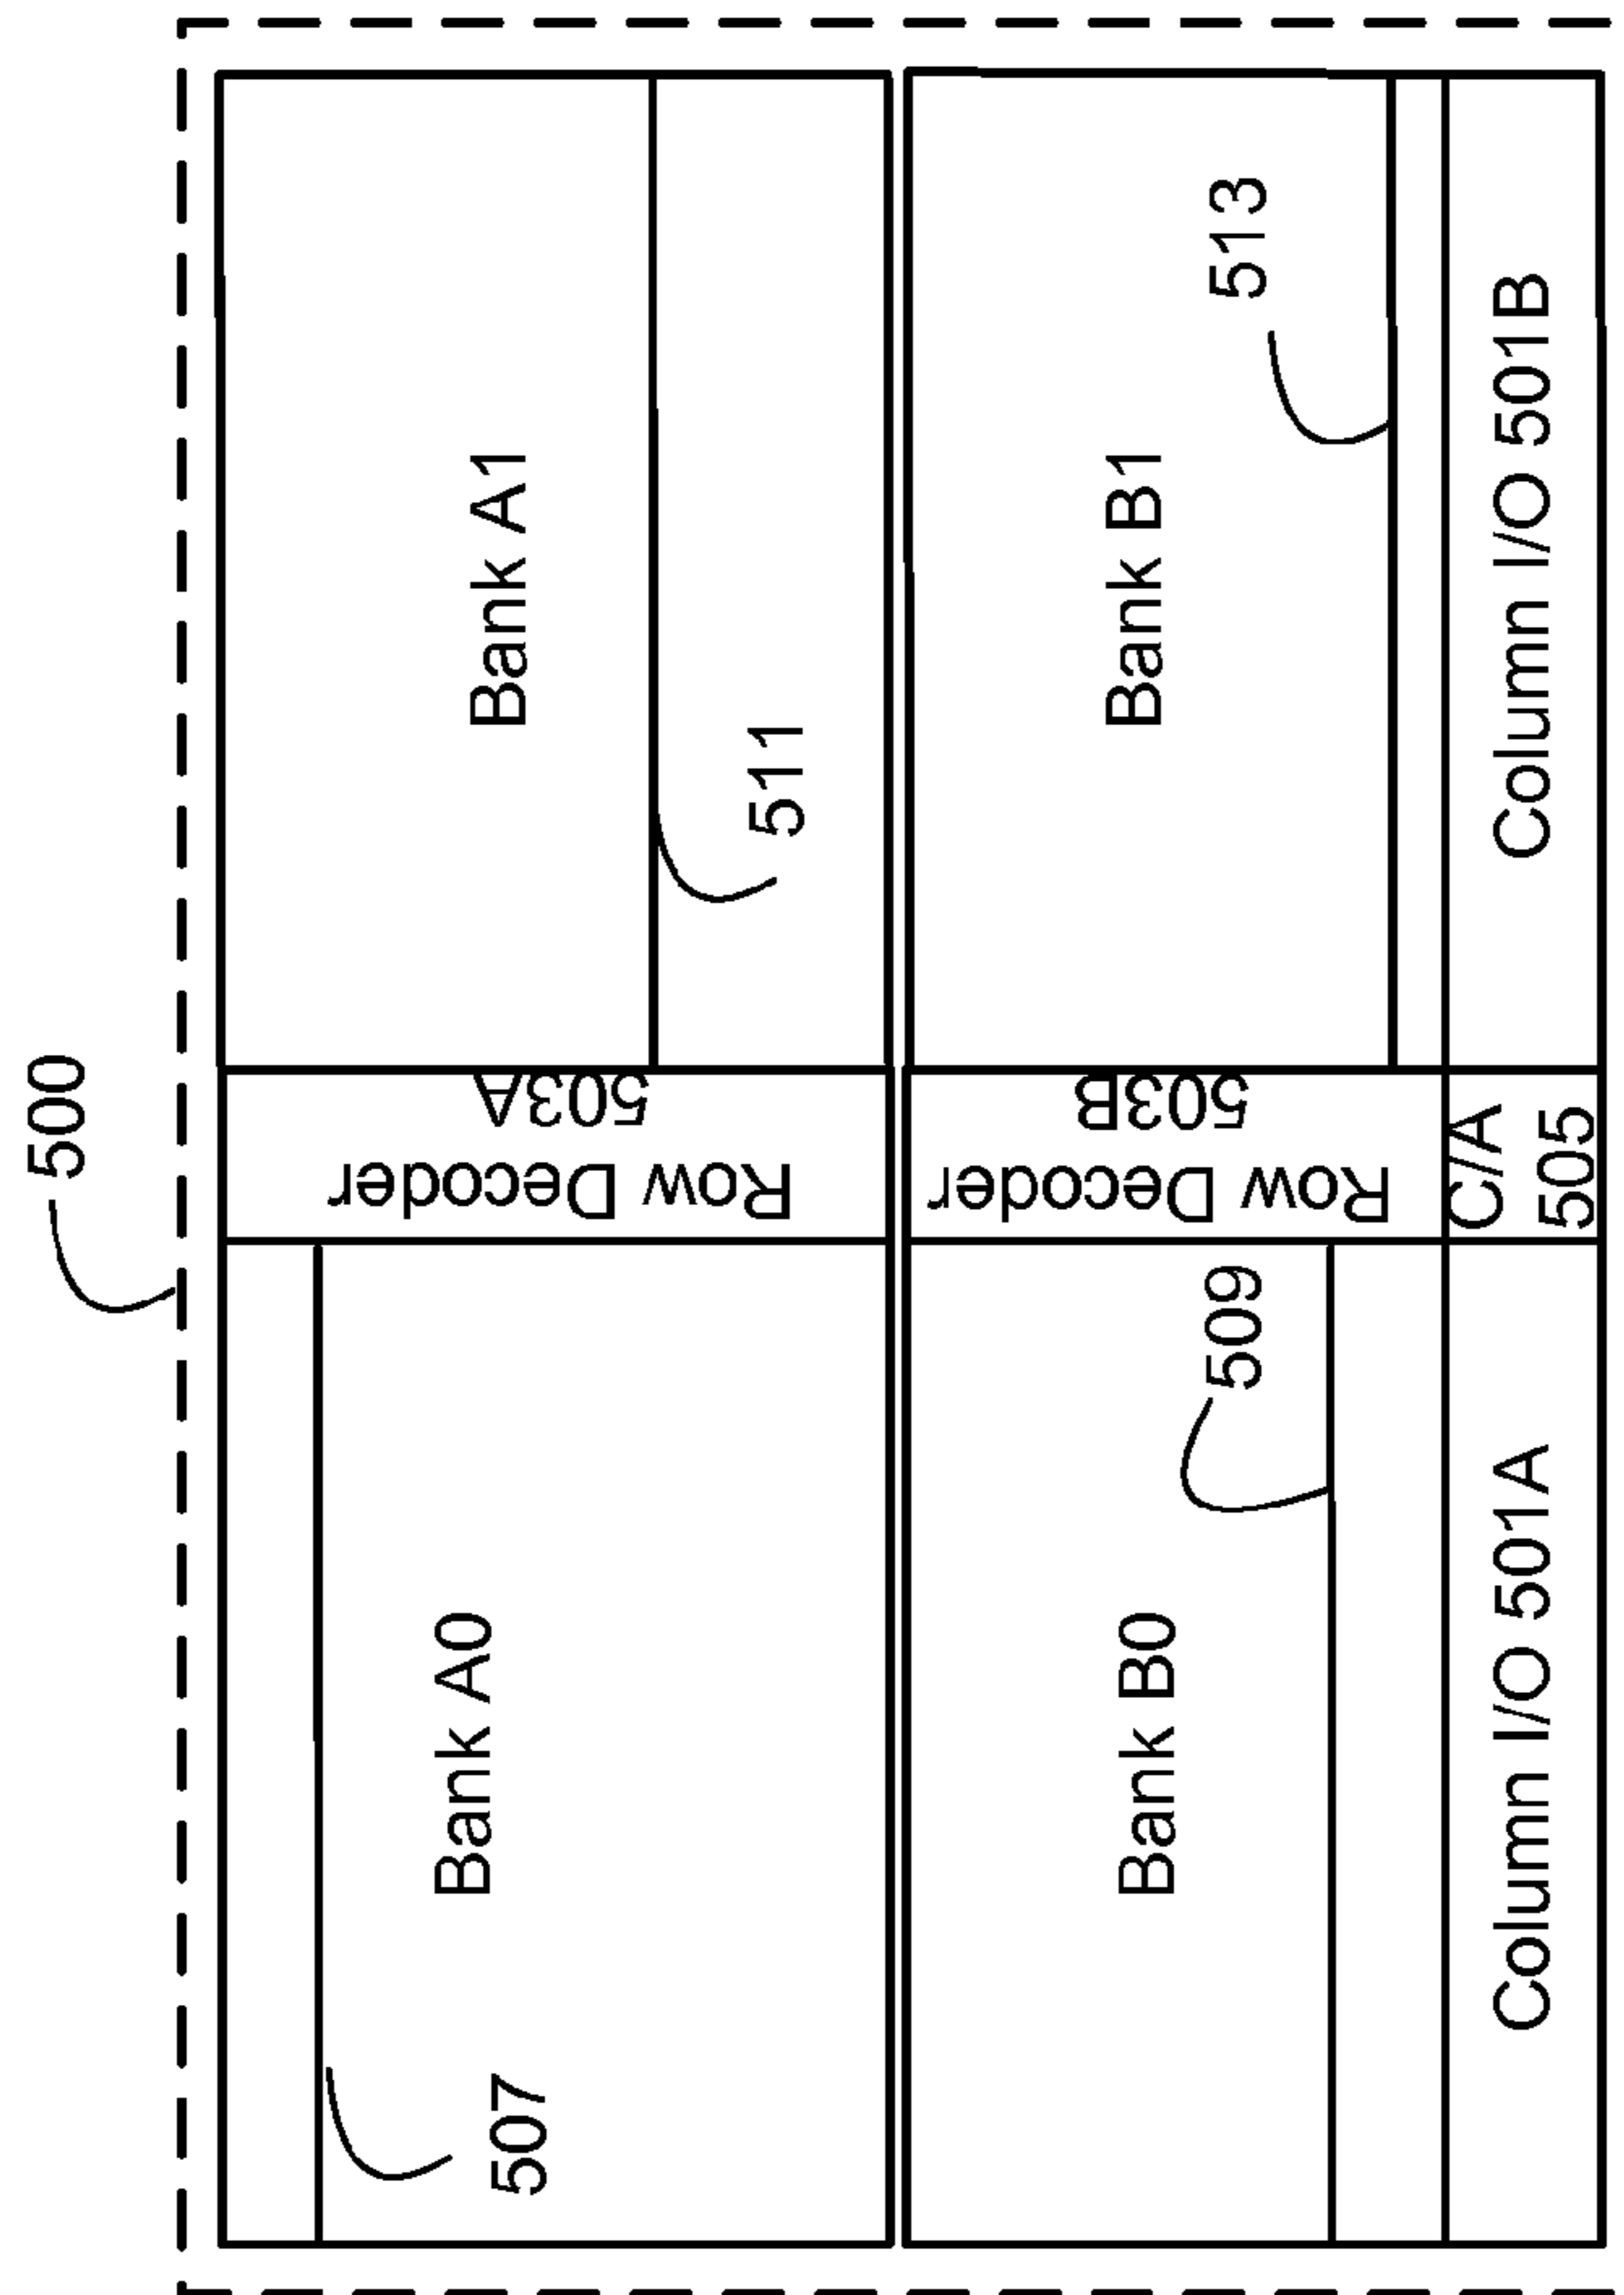 500
Bank A0
507
Row Decoder
503A
Bank A1
511
Bank B0
509
Row Decoder
503B
Bank B1
513
Column I/O 501A
C/A
505
Column I/O 501B